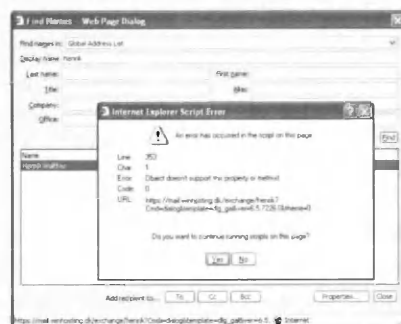 Find Names -- Web Page Dialog
Find names in: Global Address List
Display Name: henrik
Last name:
First name:
Title:
Alias:
Company:
Office:
Find
Internet Explorer Script Error
An error has occurred in the script on this page.
Line: 353
Char: 1
Error: Object doesn't support this property or method
Code: 0
URL:
Do you want to continue running scripts on this page?
Yes No
Name
Henrik
Add recipient to... To Cc Bcc Properties... Close
Internet